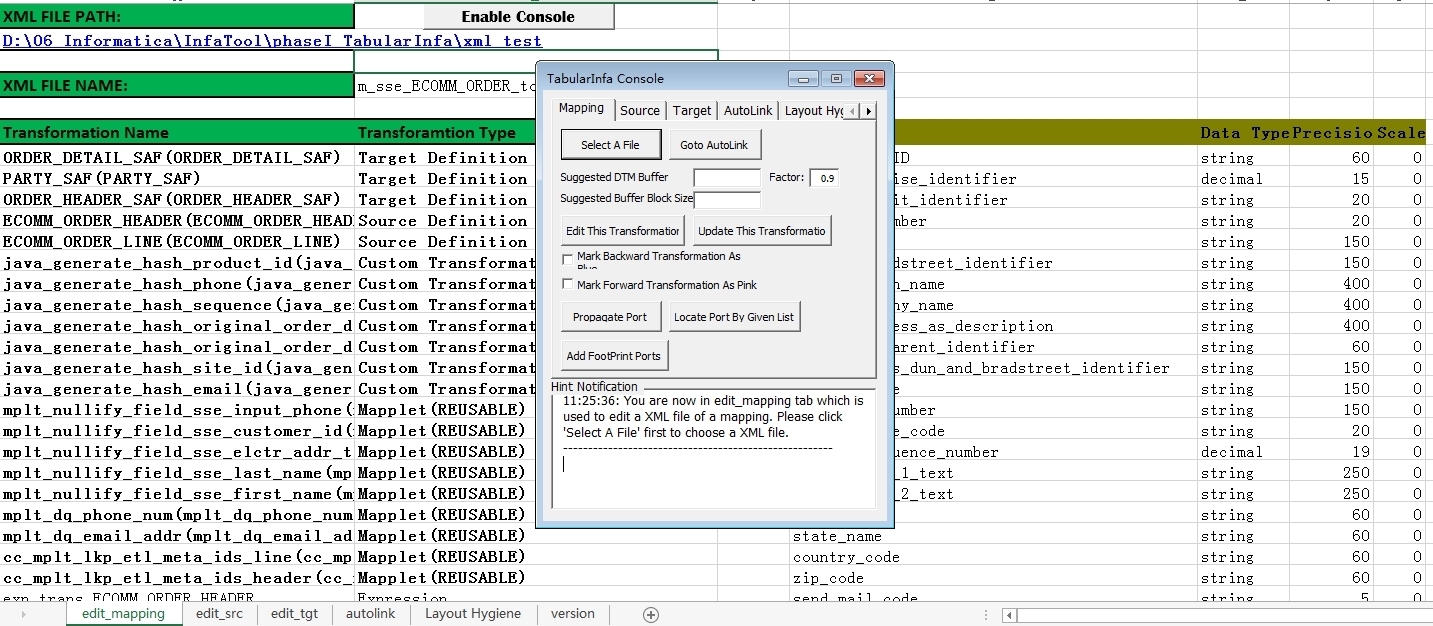 XML FILE PATH:
Enable Console
D:\06 Informatica\InfaTool\phaseI TabularInfa\xml test
XML FILE NAME:
m_sse_ECOMM_ORDER_to
Transformation Name Transforamtion Type
Data Type Precisio Scale
ORDER_DETAIL_SAF(ORDER_DETAIL_SAF) Target Definition ID string 60 0
PARTY_SAF(PARTY_SAF) Target Definition ise_identifier decimal 15 0
ORDER_HEADER_SAF(ORDER_HEADER_SAF) Target Definition it_identifier string 20 0
ECOMM_ORDER_HEADER(ECOMM_ORDER_HEAD Source Definition mber string 20 0
ECOMM_ORDER_LINE(ECOMM_ORDER_LINE) Source Definition string 150 0
java_generate_hash_product_id(java_ Custom Transformat dstreet_identifier string 150 0
java_generate_hash_phone(java_gener Custom Transformat n_name string 400 0
java_generate_hash_sequence(java_ge Custom Transformat ny_name string 400 0
java_generate_hash_original_order_d Custom Transformat ess_as_description string 400 0
java_generate_hash_original_order_d Custom Transformat arent_identifier string 60 0
java_generate_hash_site_id(java_gen Custom Transformat s_dun_and_bradstreet_identifier string 150 0
java_generate_hash_email(java_gener Custom Transformat e string 150 0
mplt_nullify_field_sse_input_phone( Mapplet(REUSABLE) umber string 150 0
mplt_nullify_field_sse_customer_id( Mapplet(REUSABLE) e_code string 20 0
mplt_nullify_field_sse_elctr_addr_t Mapplet(REUSABLE) uence_number decimal 19 0
mplt_nullify_field_sse_last_name(mp Mapplet(REUSABLE) _1_text string 250 0
mplt_nullify_field_sse_first_name(m Mapplet(REUSABLE) _2_text string 250 0
mplt_dq_phone_num(mplt_dq_phone_num Mapplet(REUSABLE) string 60 0
mplt_dq_email_addr(mplt_dq_email_ad Mapplet(REUSABLE) state_name string 60 0
cc_mplt_lkp_etl_meta_ids_line(cc_mp Mapplet(REUSABLE) country_code string 60 0
cc_mplt_lkp_etl_meta_ids_header(cc_ Mapplet(REUSABLE) zip_code string 60 0
exp_trans_ECOMM_ORDER_HEADER Expression send_mail_code string 5 0
TabularInfa Console
Mapping Source Target AutoLink Layout Hyg
Select A File Goto AutoLink
Suggested DTM Buffer Factor: 0.9
Suggested Buffer Block Size
Edit This Transformation Update This Transformatio
Mark Backward Transformation As
Blue
Mark Forward Transformation As Pink
Propagate Port Locate Port By Given List
Add FootPrint Ports
Hint Notification
11:25:36: You are now in edit_mapping tab which is
used to edit a XML file of a mapping. Please click
'Select A File' first to choose a XML file.
------------------------------------------------------
edit_mapping edit_src edit_tgt autolink Layout Hygiene version